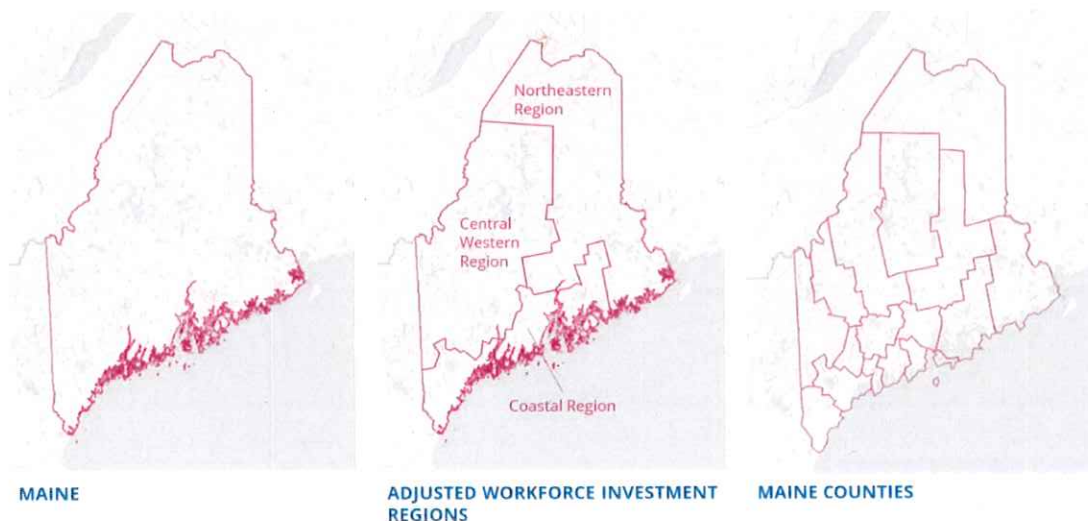 Northeastern
Region
Central
Western
Region
Coastal Region
MAINE
ADJUSTED WORKFORCE INVESTMENT
REGIONS
MAINE COUNTIES